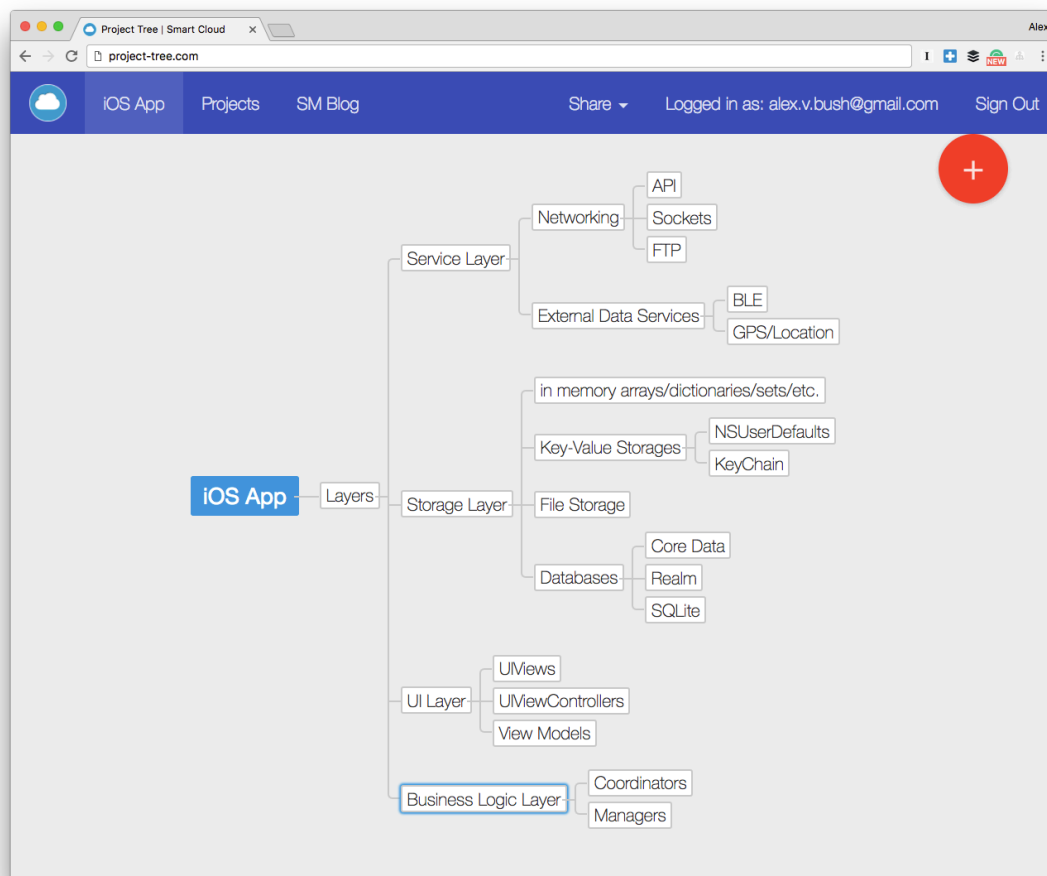 Project Tree | Smart Cloud
Alex
project-tree.com
NEW
iOS App
Projects
SM Blog
Share
Logged in as: alex.v.bush@gmail.com
Sign Out
+
API
Networking
Sockets
FTP
Service Layer
BLE
External Data Services
GPS/Location
in memory arrays/dictionaries/sets/etc.
NSUserDefaults
Key-Value Storages
KeyChain
iOS App
Layers
Storage Layer
File Storage
Core Data
Databases
Realm
SQLite
UIViews
UI Layer
UIViewControllers
View Models
Coordinators
Business Logic Layer
Managers